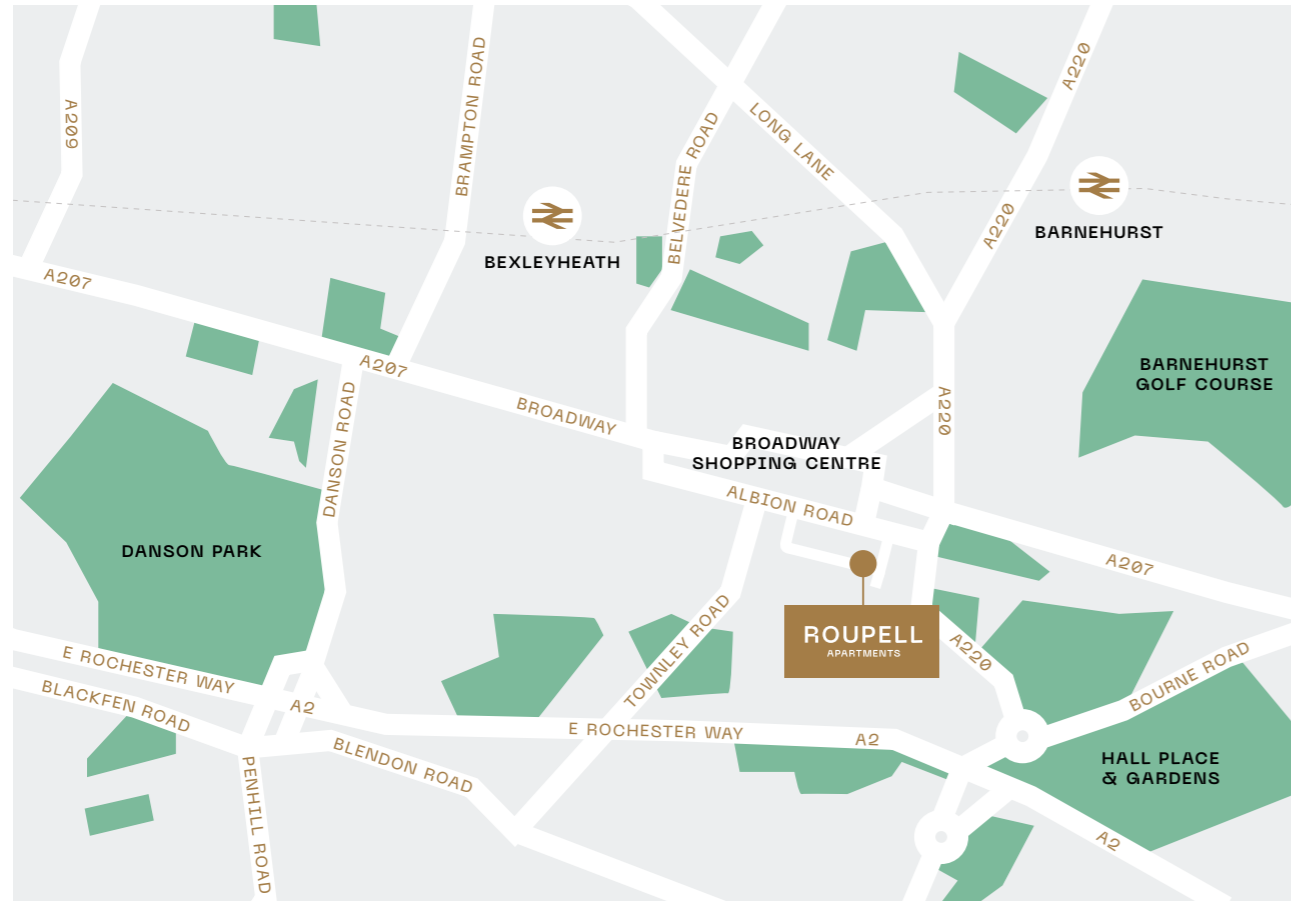 A209
BRAMPTON ROAD
BELVEDERE ROAD
LONG LANE
A220
A220
BARNEHURST
BEXLEYHEATH
A207
A207
BROADWAY
DANSON ROAD
BARNEHURST
GOLF COURSE
A220
BROADWAY
SHOPPING CENTRE
ALBION ROAD
DANSON PARK
A207
TOWNLEY ROAD
ROUPELL
APARTMENTS
A220
BOURNE ROAD
E ROCHESTER WAY
BLACKFEN ROAD
A2
E ROCHESTER WAY
A2
BLENDON ROAD
PENHILL ROAD
HALL PLACE
& GARDENS
A2